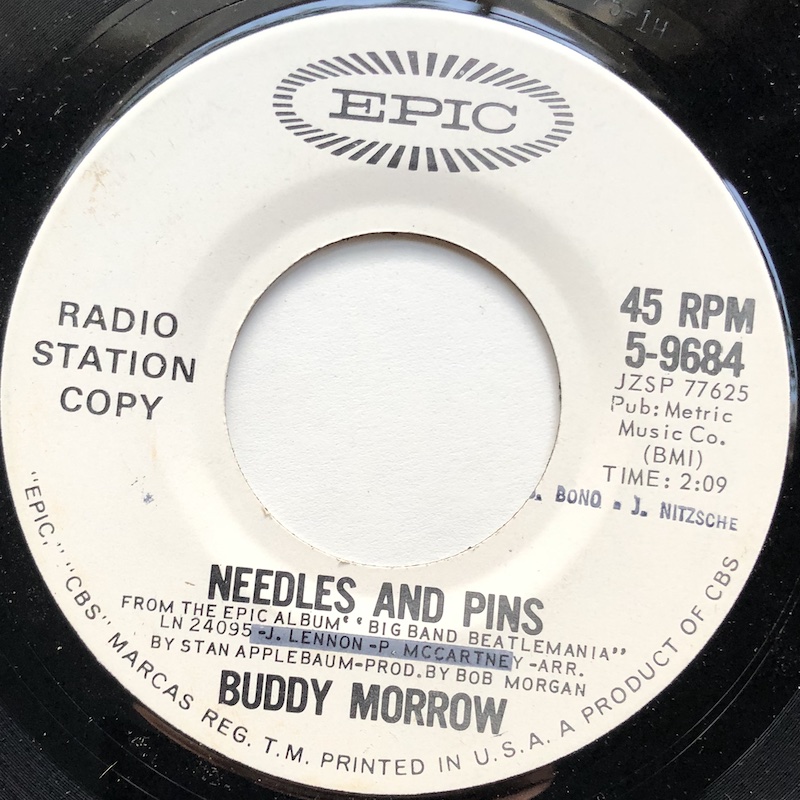 EPIC
RADIO
STATION
COPY
45 RPM
5-9684
JZSP 77625
Pub: Metric
Music Co.
(BMI)
TIME: 2:09
. BONO - J. NITZSCHE
NEEDLES AND PINS
FROM THE EPIC ALBUM "BIG BAND BEATLEMANIA"
LN 24095-J. LENNON-P. McCARTNEY-ARR.
BY STAN APPLEBAUM-PROD. BY BOB MORGAN
BUDDY MORROW
"EPIC," "CBS" MARCAS REG. T.M. PRINTED IN U.S.A. A PRODUCT OF CBS